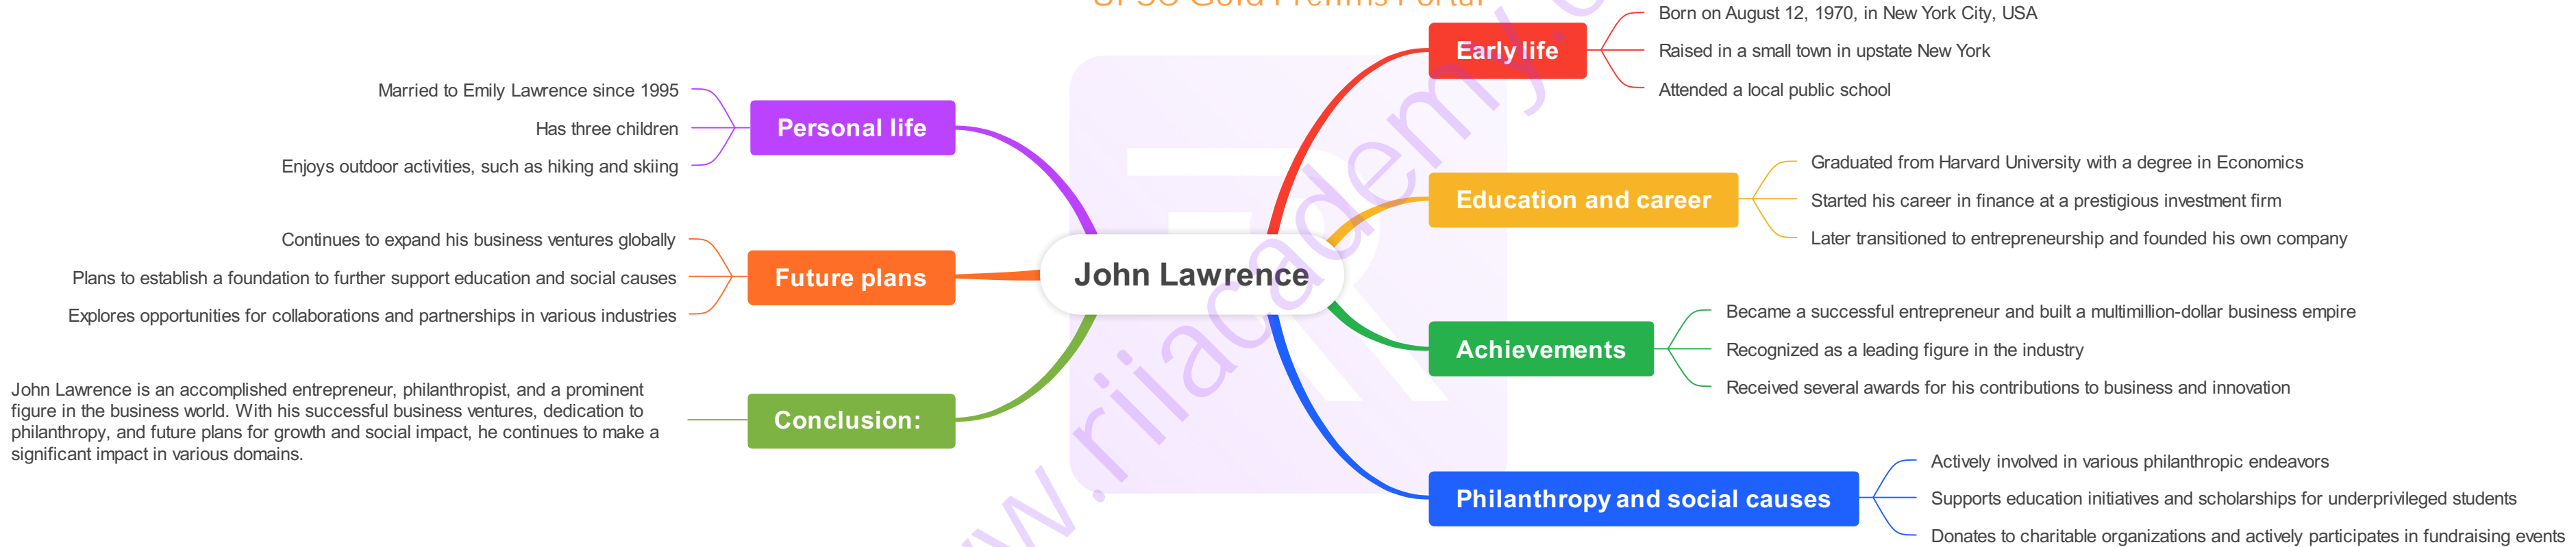 UPSC Gold Prelims Portal
John Lawrence
Early life
Born on August 12, 1970, in New York City, USA
Raised in a small town in upstate New York
Attended a local public school
Education and career
Graduated from Harvard University with a degree in Economics
Started his career in finance at a prestigious investment firm
Later transitioned to entrepreneurship and founded his own company
Achievements
Became a successful entrepreneur and built a multimillion-dollar business empire
Recognized as a leading figure in the industry
Received several awards for his contributions to business and innovation
Philanthropy and social causes
Actively involved in various philanthropic endeavors
Supports education initiatives and scholarships for underprivileged students
Donates to charitable organizations and actively participates in fundraising events
Personal life
Married to Emily Lawrence since 1995
Has three children
Enjoys outdoor activities, such as hiking and skiing
Future plans
Continues to expand his business ventures globally
Plans to establish a foundation to further support education and social causes
Explores opportunities for collaborations and partnerships in various industries
Conclusion:
John Lawrence is an accomplished entrepreneur, philanthropist, and a prominent
figure in the business world. With his successful business ventures, dedication to
philanthropy, and future plans for growth and social impact, he continues to make a
significant impact in various domains.